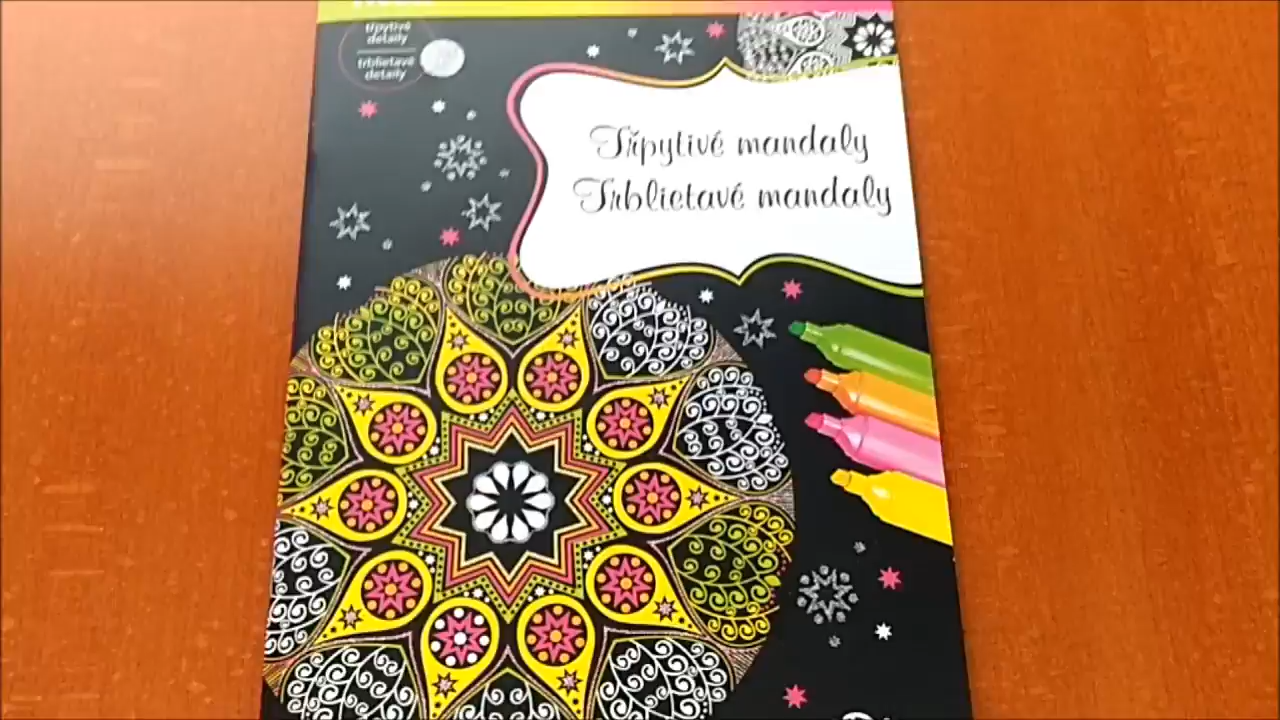 třpytivé
detaily
trblietavé
detaily
Třpytivé mandaly
Trblietavé mandaly